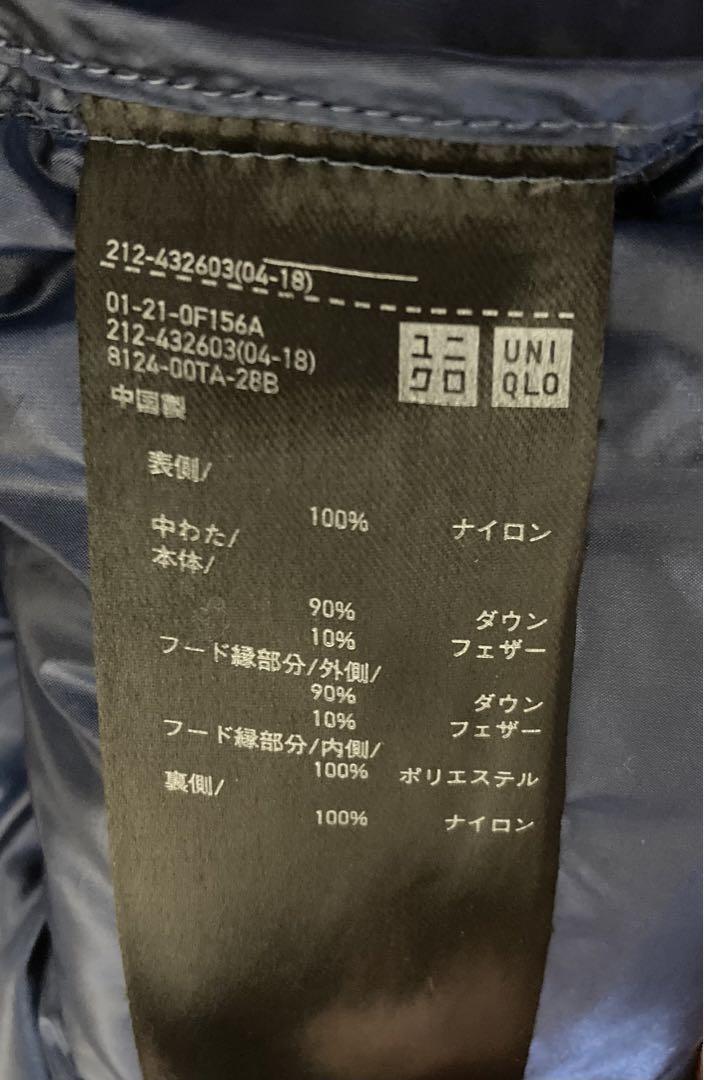 212-432603(04-18)
01-21-0F156A
212-432603(04-18)
8124-00TA-28B
中国製
ユニクロ
UNIQLO
表側/
100% ナイロン
中わた/
本体/
90% ダウン
10% フェザー
フード縁部分/外側/
90% ダウン
10% フェザー
フード縁部分/内側/
100% ポリエステル
裏側/
100% ナイロン